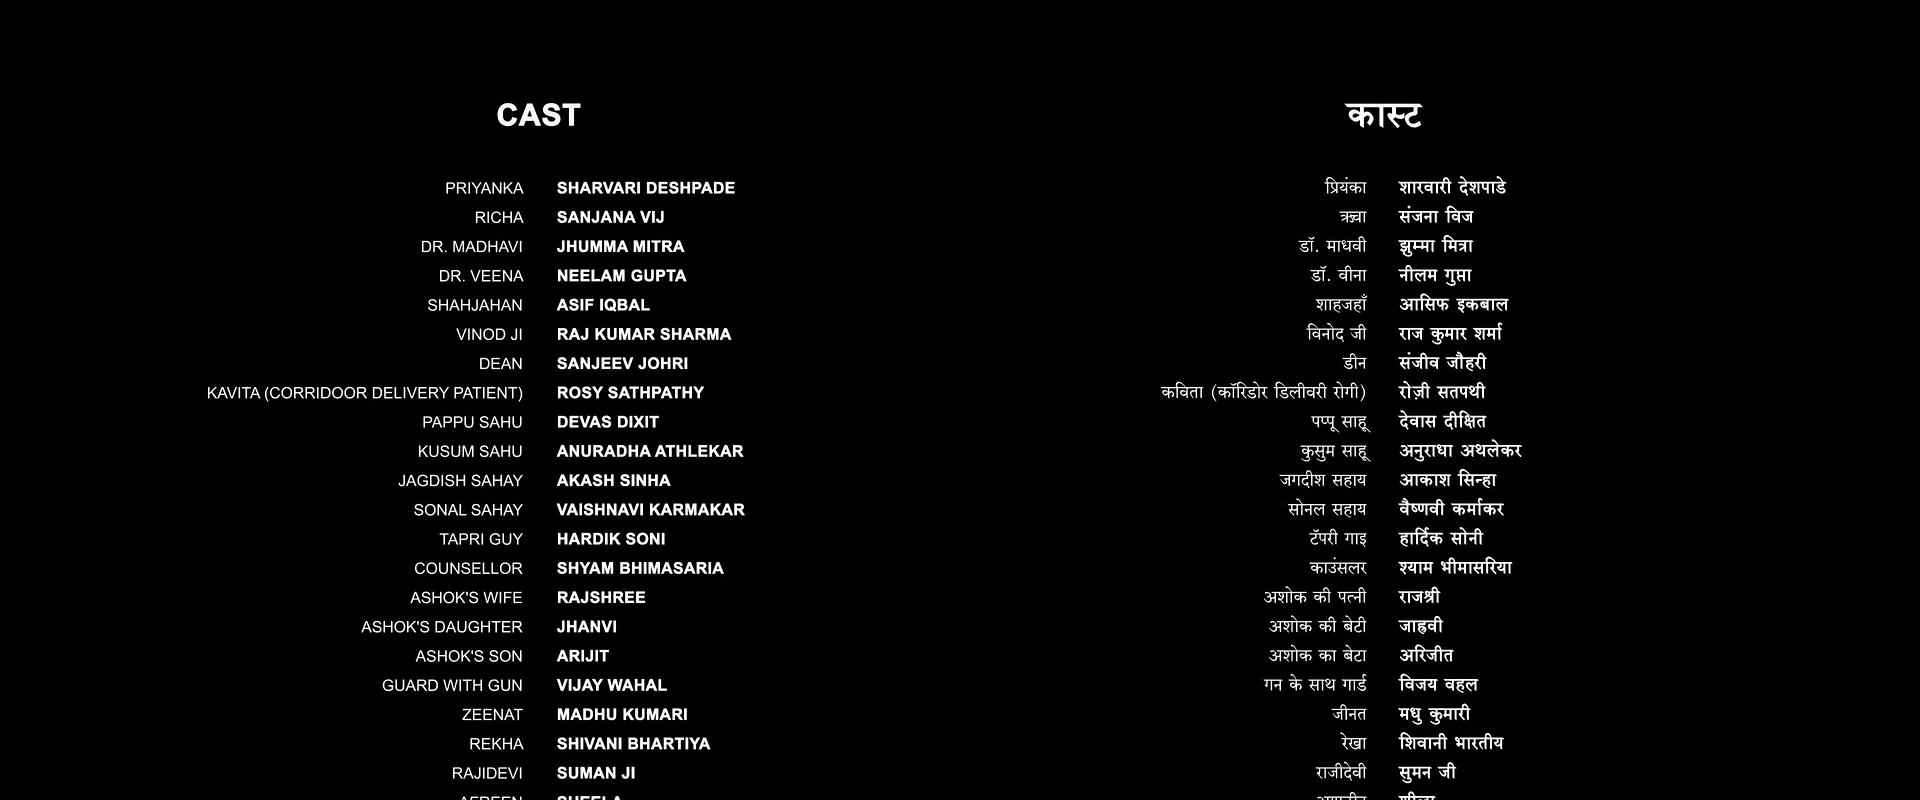 CAST
PRIYANKA SHARVARI DESHPADE
RICHA SANJANA VIJ
DR. MADHAVI JHUMMA MITRA
DR. VEENA NEELAM GUPTA
SHAHJAHAN ASIF IQBAL
VINOD JI RAJ KUMAR SHARMA
DEAN SANJEEV JOHRI
KAVITA (CORRIDOOR DELIVERY PATIENT) ROSY SATHPATHY
PAPPU SAHU DEVAS DIXIT
KUSUM SAHU ANURADHA ATHLEKAR
JAGDISH SAHAY AKASH SINHA
SONAL SAHAY VAISHNAVI KARMAKAR
TAPRI GUY HARDIK SONI
COUNSELLOR SHYAM BHIMASARIA
ASHOK'S WIFE RAJSHREE
ASHOK'S DAUGHTER JHANVI
ASHOK'S SON ARIJIT
GUARD WITH GUN VIJAY WAHAL
ZEENAT MADHU KUMARI
REKHA SHIVANI BHARTIYA
RAJIDEVI SUMAN JI
कास्ट
प्रियंका शारवारी देशपाडे
ऋचा संजना विज
डॉ. माधवी झुम्मा मित्रा
डॉ. वीना नीलम गुप्ता
शाहजहाँ आसिफ इकबाल
विनोद जी राज कुमार शर्मा
डीन संजीव जौहरी
कविता (कॉरिडोर डिलीवरी रोगी) रोज़ी सतपथी
पप्पू साहू देवास दीक्षित
कुसुम साहू अनुराधा अथलेकर
जगदीश सहाय आकाश सिन्हा
सोनल सहाय वैष्णवी कर्माकर
टॅपरी गाइ हार्दिक सोनी
काउंसलर श्याम भीमासरिया
अशोक की पत्नी राजश्री
अशोक की बेटी जाह्नवी
अशोक का बेटा अरिजीत
गन के साथ गार्ड विजय वहल
जीनत मधु कुमारी
रेखा शिवानी भारतीय
राजीदेवी सुमन जी